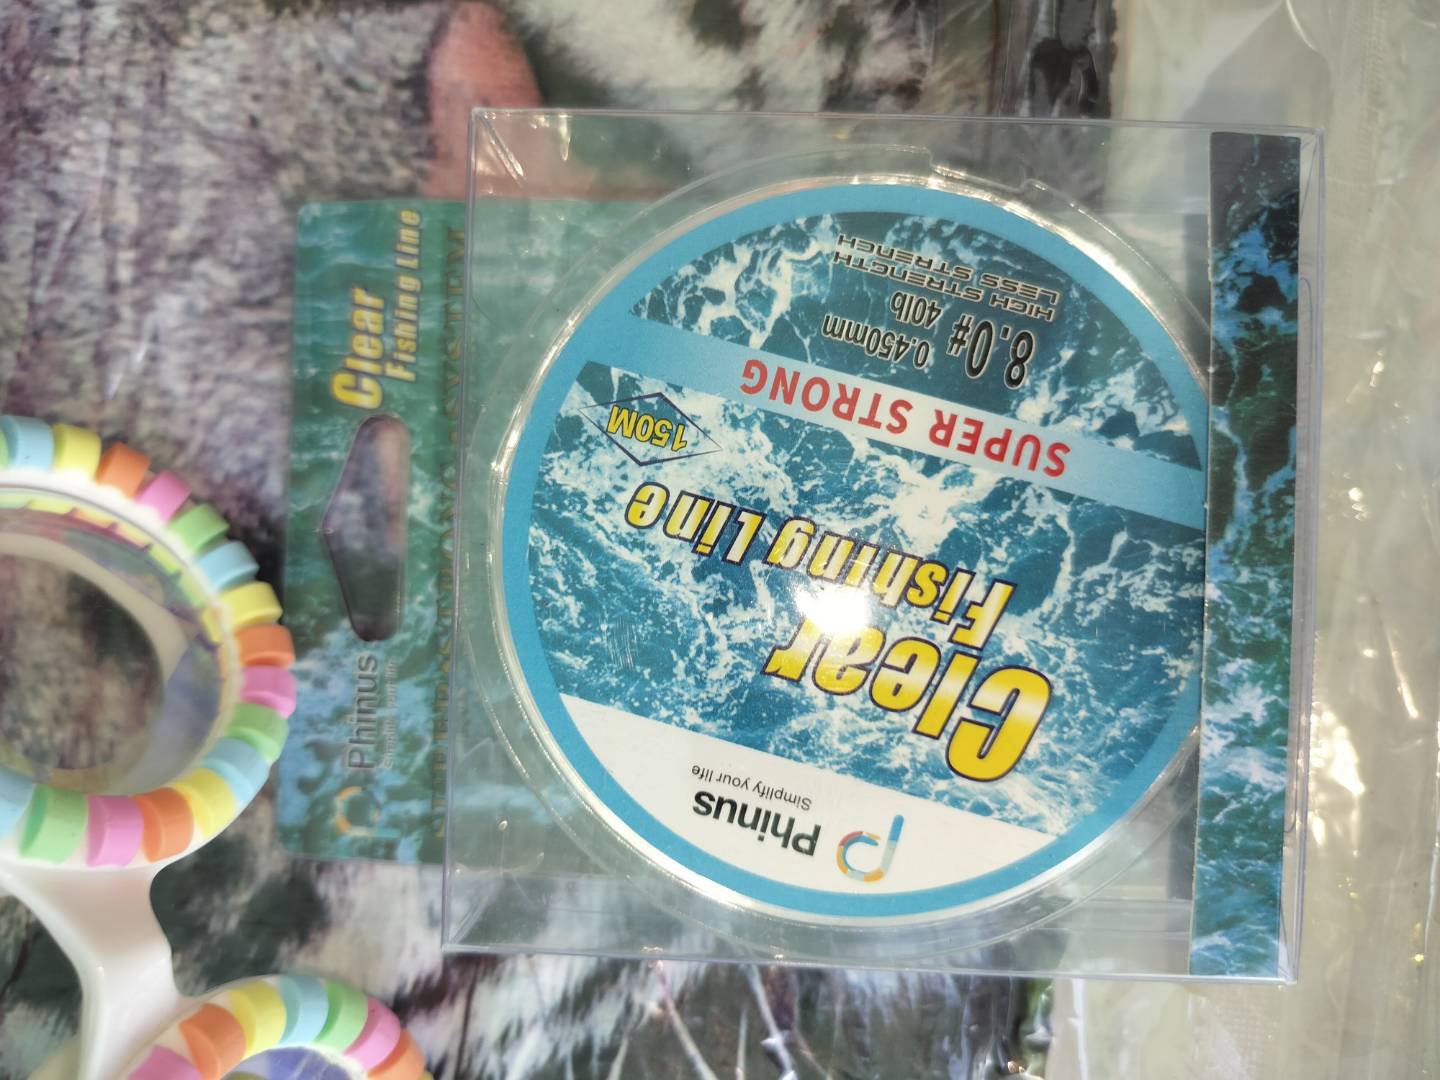 Phinus
Simplify your life
Clear
Fishing Line
150M
SUPER STRONG
8.0#
0.450mm
40lb
HIGH STRENGTH
LESS STRENCH
Clear
Fishing Line
Phinus